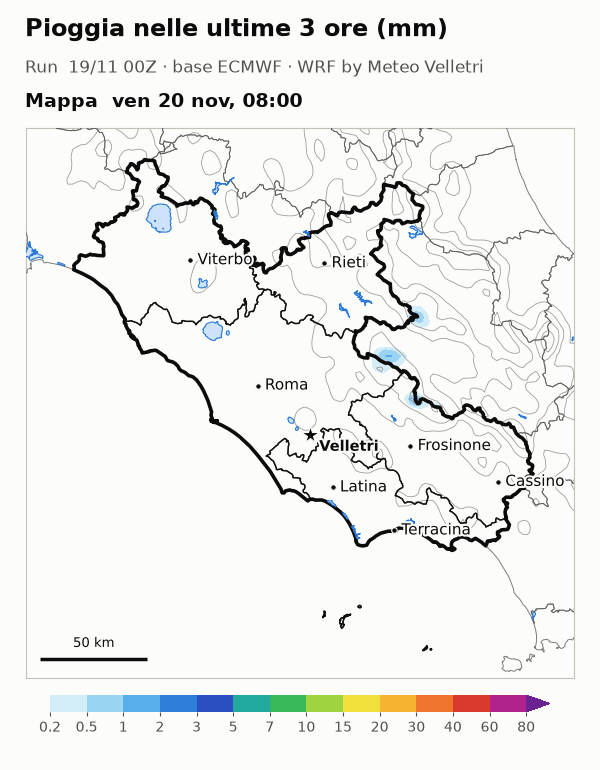 Pioggia nelle ultime 3 ore (mm)
Run  19/11 00Z · base ECMWF · WRF by Meteo Velletri
Mappa  ven 20 nov, 08:00
Viterbo
Rieti
Roma
Velletri
Frosinone
Cassino
Latina
Terracina
50 km
0.2 0.5 1 2 3 5 7 10 15 20 30 40 60 80